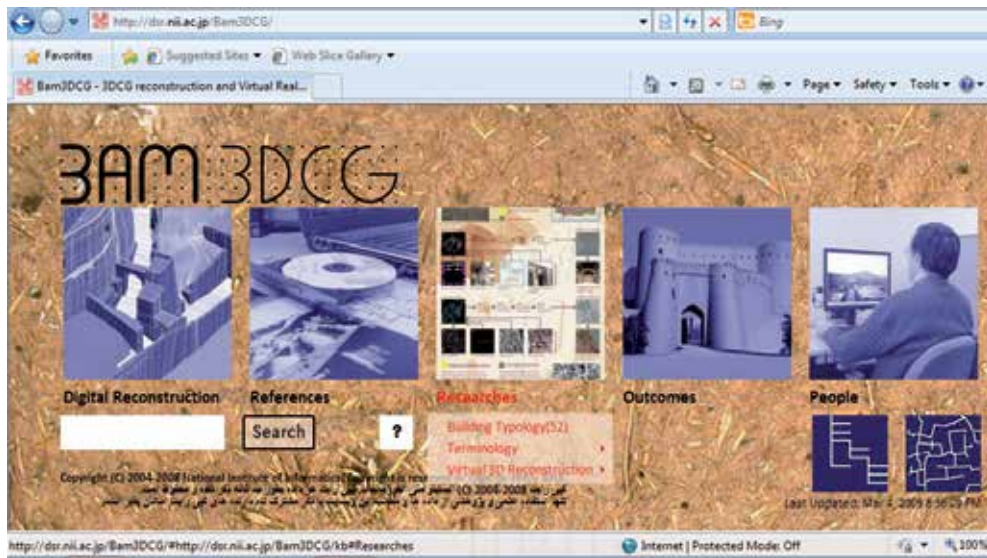 http://dsr.nii.ac.jp/Bam3DCG/
Bing
Favorites
Suggested Sites
Web Slice Gallery
Bam3DCG - 3DCG reconstruction and Virtual Real...
Page
Safety
Tools
BAM 3DCG
Digital Reconstruction
References
Researches
Outcomes
People
Search
?
Building Typology(52)
Terminology
Virtual 3D Reconstruction
Copyright (C) 2004-2008 National Institute of Informatics
Last Updated: Mar
http://dsr.nii.ac.jp/Bam3DCG/#http://dsr.nii.ac.jp/Bam3DCG/kb#Researches
Internet | Protected Mode: Off
100%